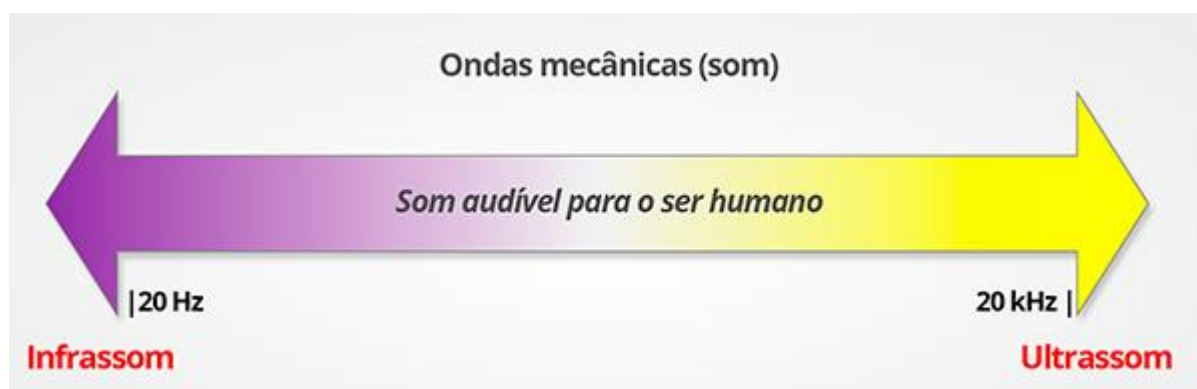 Ondas mecânicas (som)
Som audível para o ser humano
|20 Hz
20 kHz |
Infrassom
Ultrassom